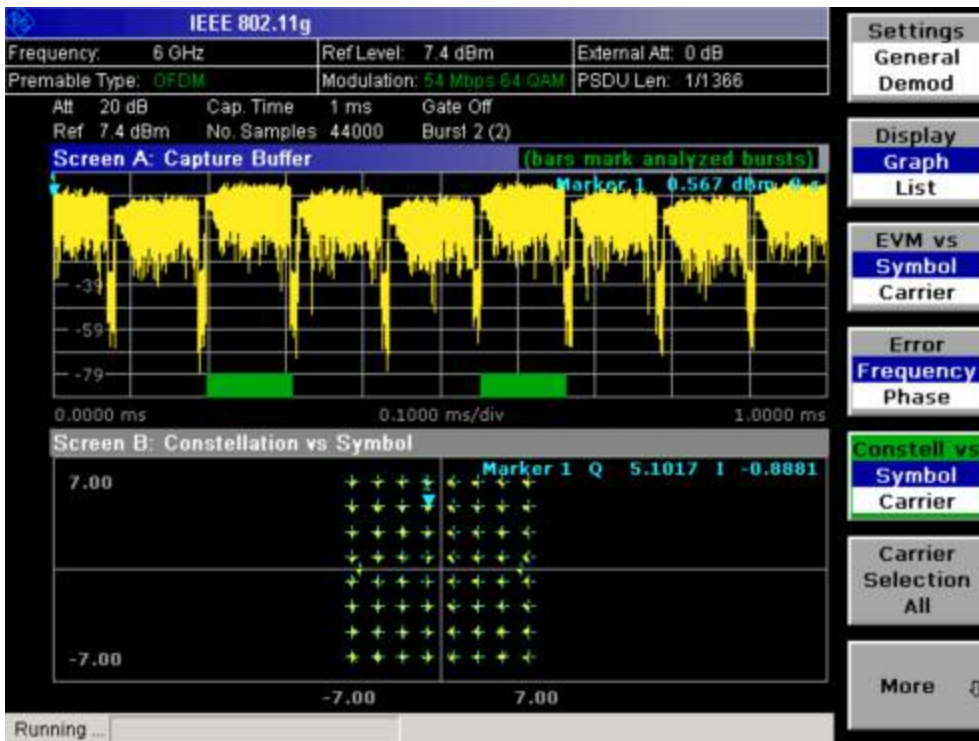 IEEE 802.11g
Frequency: 6 GHz Ref Level: 7.4 dBm External Att: 0 dB
Premable Type: OFDM Modulation: 54 Mbps 64 QAM PSDU Len: 1/1366
Att 20 dB Cap. Time 1 ms Gate Off
Ref 7.4 dBm No. Samples 44000 Burst 2 (2)
Screen A: Capture Buffer (bars mark analyzed bursts)
Marker 1 0.567 dBm 0 s
-39
-59
-79
0.0000 ms 0.1000 ms/div 1.0000 ms
Screen B: Constellation vs Symbol
Marker 1 Q 5.1017 I -0.8881
7.00
-7.00
-7.00 7.00
Running ...
Settings
General
Demod
Display
Graph
List
EVM vs
Symbol
Carrier
Error
Frequency
Phase
Constell vs
Symbol
Carrier
Carrier
Selection
All
More